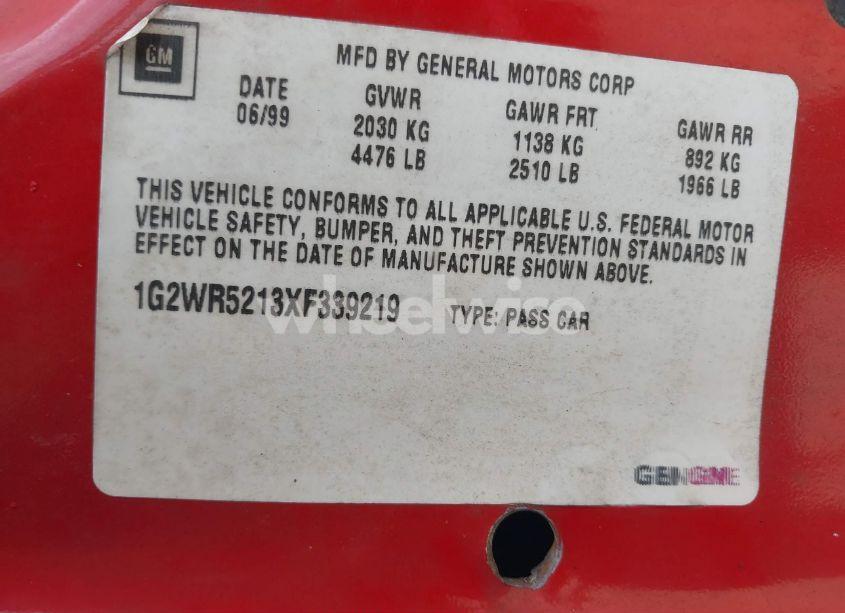 GM
MFD BY GENERAL MOTORS CORP
DATE GVWR GAWR FRT GAWR RR
06/99 2030 KG 1138 KG 892 KG
4476 LB 2510 LB 1966 LB
THIS VEHICLE CONFORMS TO ALL APPLICABLE U.S. FEDERAL MOTOR
VEHICLE SAFETY, BUMPER, AND THEFT PREVENTION STANDARDS IN
EFFECT ON THE DATE OF MANUFACTURE SHOWN ABOVE.
1G2WR5213XF339219 TYPE: PASS CAR
wheelwise